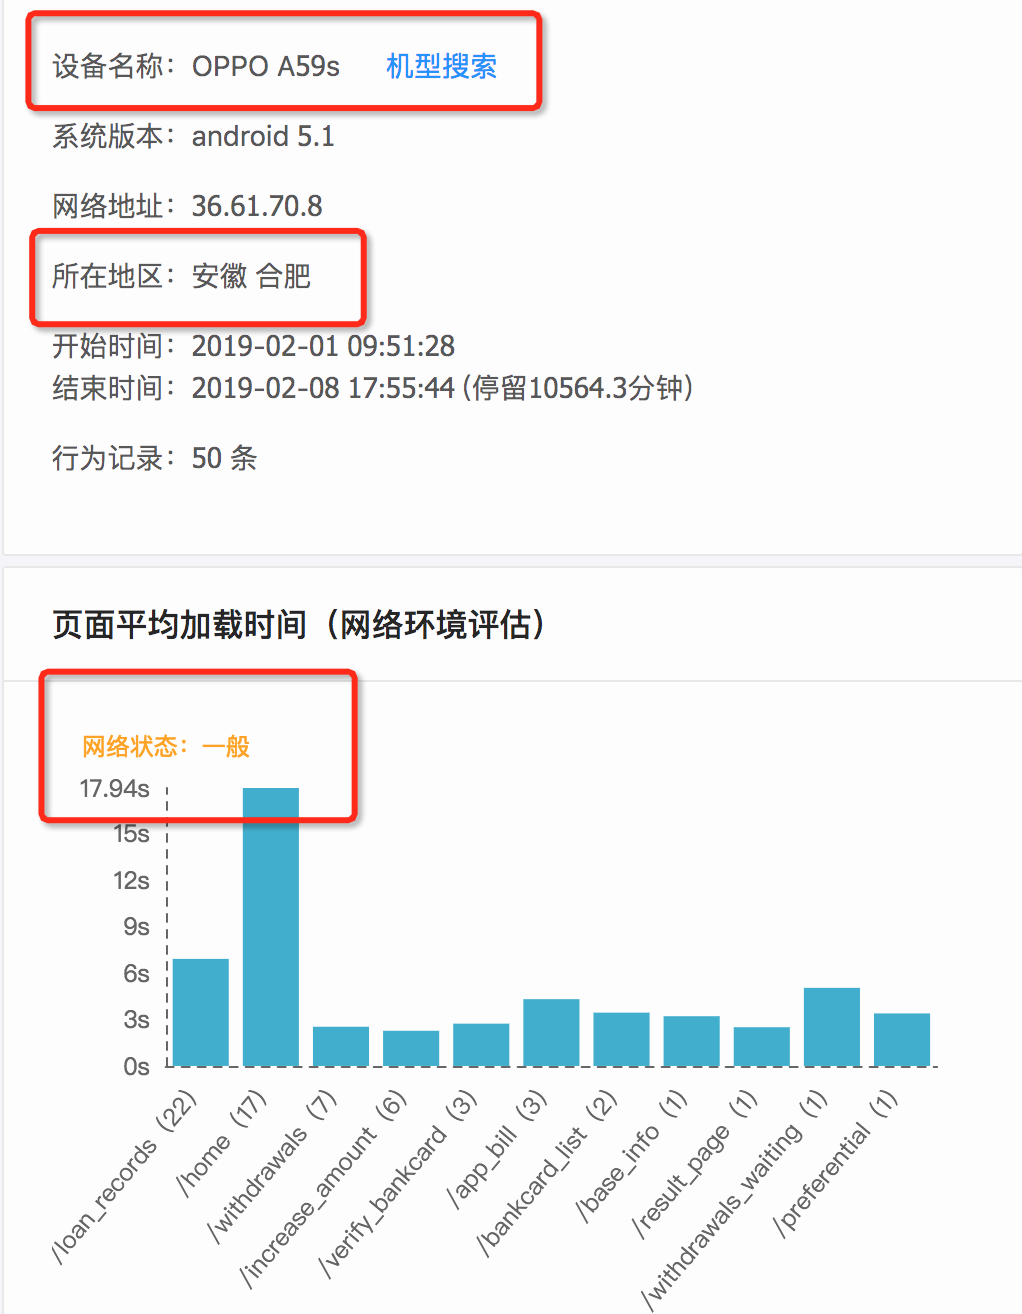 设备名称：OPPO A59s 机型搜索
系统版本：android 5.1
网络地址：36.61.70.8
所在地区：安徽 合肥
开始时间：2019-02-01 09:51:28
结束时间：2019-02-08 17:55:44 (停留10564.3分钟)
行为记录：50 条
页面平均加载时间（网络环境评估）
网络状态：一般
17.94s
15s
12s
9s
6s
3s
0s
/loan_records (22)
/home (17)
/withdrawals (7)
/increase_amount (6)
/verify_bankcard (3)
/app_bill (3)
/bankcard_list (2)
/base_info (1)
/result_page (1)
/withdrawals_waiting (1)
/preferential (1)